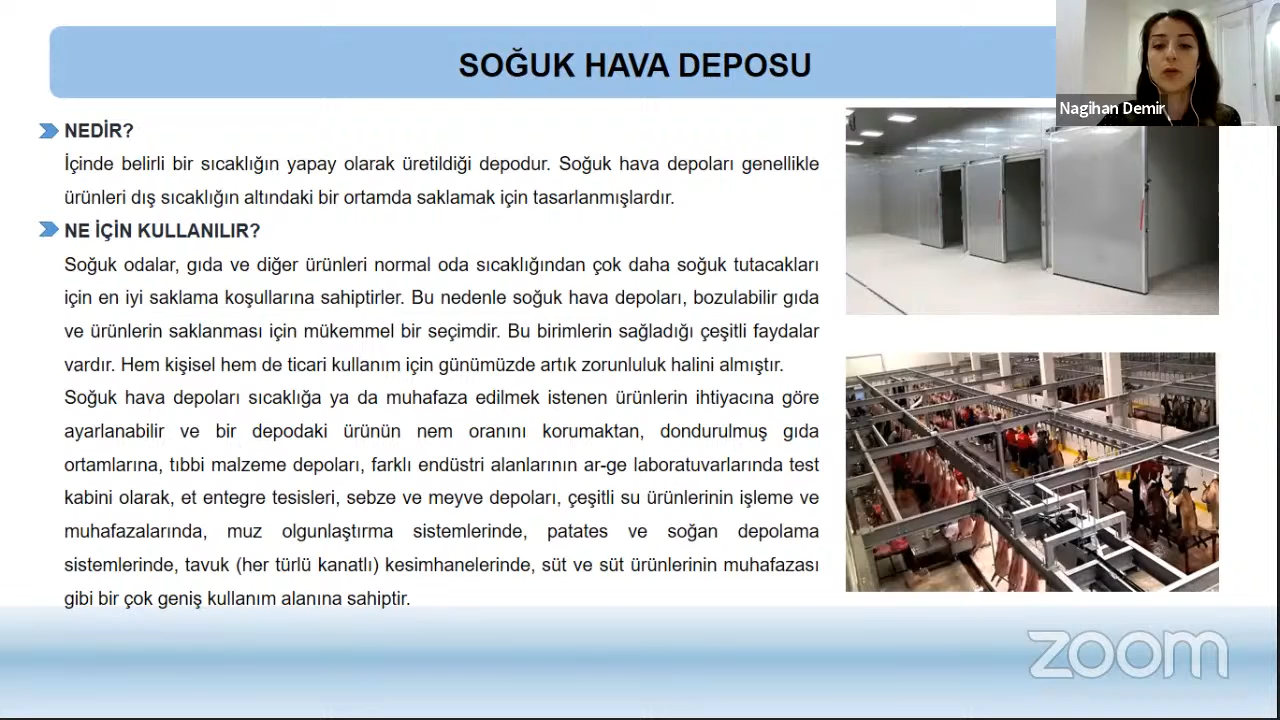 SOĞUK HAVA DEPOSU
Nagihan Demir
NEDİR?
İçinde belirli bir sıcaklığın yapay olarak üretildiği depodur. Soğuk hava depoları genellikle
ürünleri dış sıcaklığın altındaki bir ortamda saklamak için tasarlanmışlardır.
NE İÇİN KULLANILIR?
Soğuk odalar, gıda ve diğer ürünleri normal oda sıcaklığından çok daha soğuk tutacakları
için en iyi saklama koşullarına sahiptirler. Bu nedenle soğuk hava depoları, bozulabilir gıda
ve ürünlerin saklanması için mükemmel bir seçimdir. Bu birimlerin sağladığı çeşitli faydalar
vardır. Hem kişisel hem de ticari kullanım için günümüzde artık zorunluluk halini almıştır.
Soğuk hava depoları sıcaklığa ya da muhafaza edilmek istenen ürünlerin ihtiyacına göre
ayarlanabilir ve bir depodaki ürünün nem oranını korumaktan, dondurulmuş gıda
ortamlarına, tıbbi malzeme depoları, farklı endüstri alanlarının ar-ge laboratuvarlarında test
kabini olarak, et entegre tesisleri, sebze ve meyve depoları, çeşitli su ürünlerinin işleme ve
muhafazalarında, muz olgunlaştırma sistemlerinde, patates ve soğan depolama
sistemlerinde, tavuk (her türlü kanatlı) kesimhanelerinde, süt ve süt ürünlerinin muhafazası
gibi bir çok geniş kullanım alanına sahiptir.
zoom